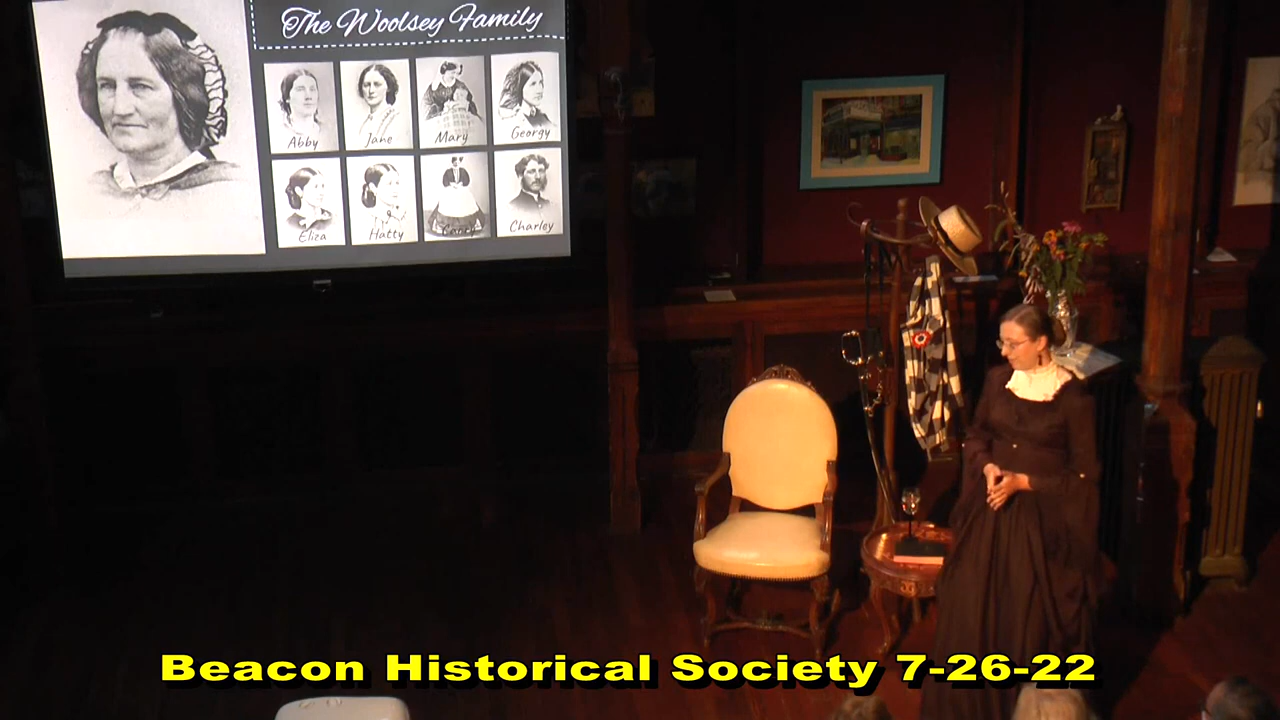 The Woolsey Family
Abby Jane Mary Georgy
Eliza Hatty Charley
Beacon Historical Society 7-26-22